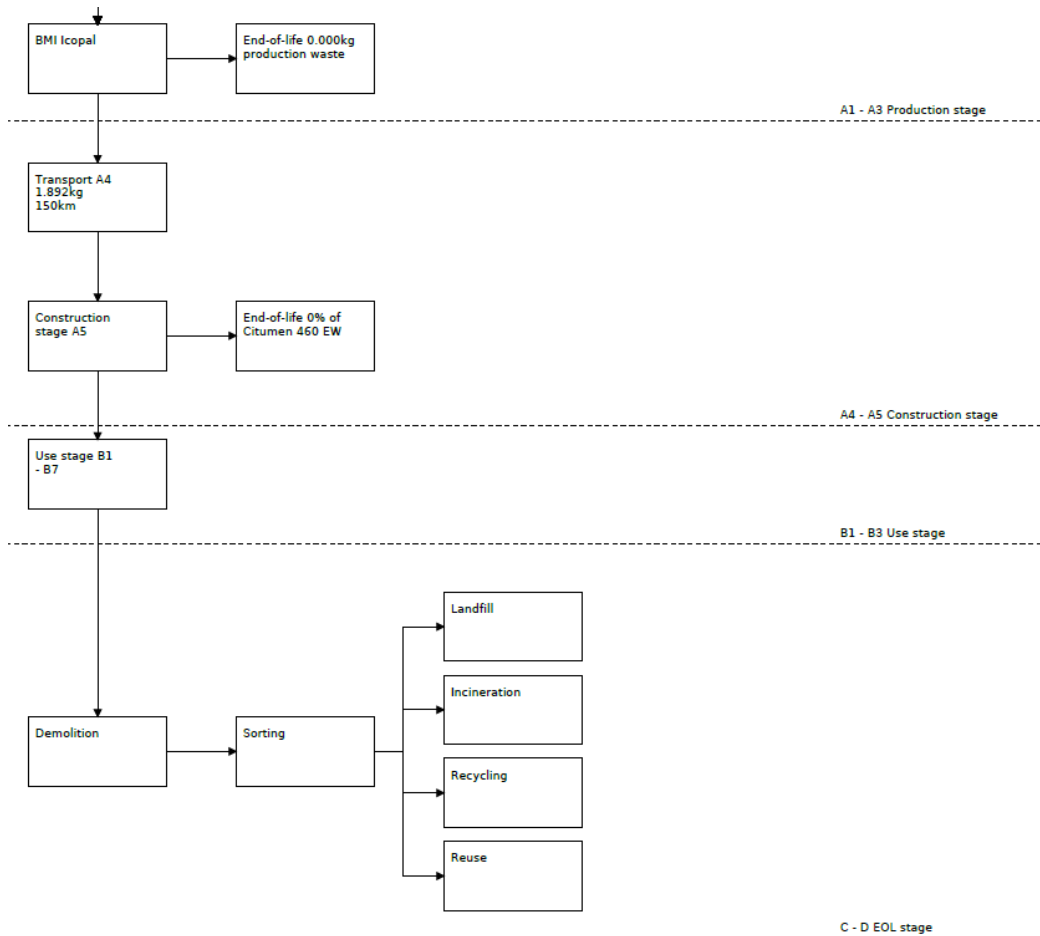 BMI Icopal
End-of-life 0.000kg
production waste
A1 - A3 Production stage
Transport A4
1.892kg
150km
Construction
stage A5
End-of-life 0% of
Citumen 460 EW
A4 - A5 Construction stage
Use stage B1
- B7
B1 - B3 Use stage
Landfill
Incineration
Demolition
Sorting
Recycling
Reuse
C - D EOL stage